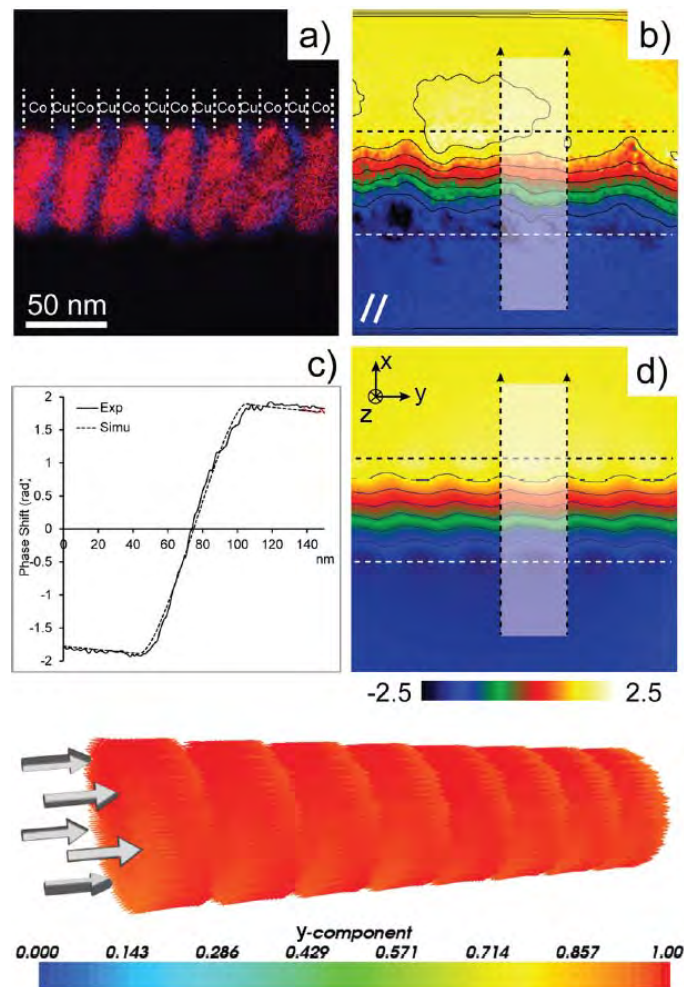 a)
Co Cu Co Cu Co Cu Co Cu Co Cu Co
50 nm
b)
//
c)
Exp
Simu
Phase Shift (rad)
2
1.5
1
0.5
0
-0.5
-1
-1.5
-2
0 20 40 60 80 100 120 140
nm
d)
x
y
z
-2.5 2.5
y-component
0.000 0.143 0.286 0.429 0.571 0.714 0.857 1.00